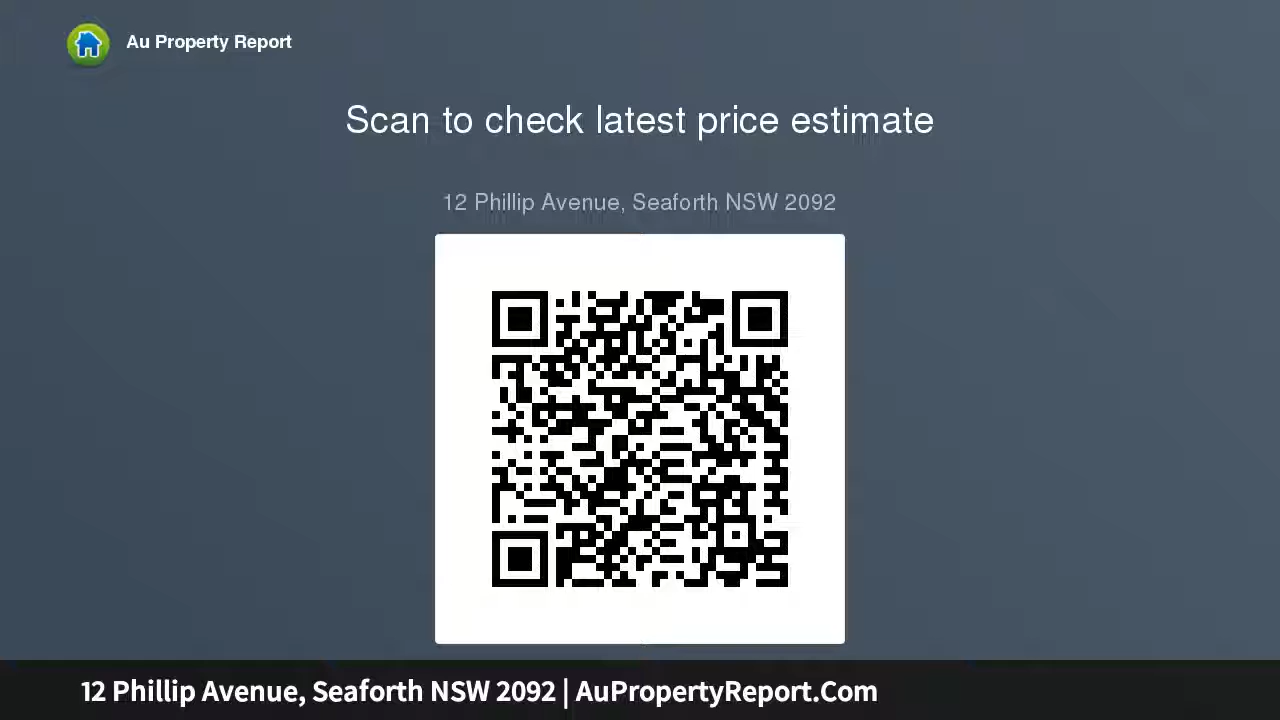 Au Property Report
Scan to check latest price estimate
12 Phillip Avenue, Seaforth NSW 2092
12 Phillip Avenue, Seaforth NSW 2092 | AuPropertyReport.Com